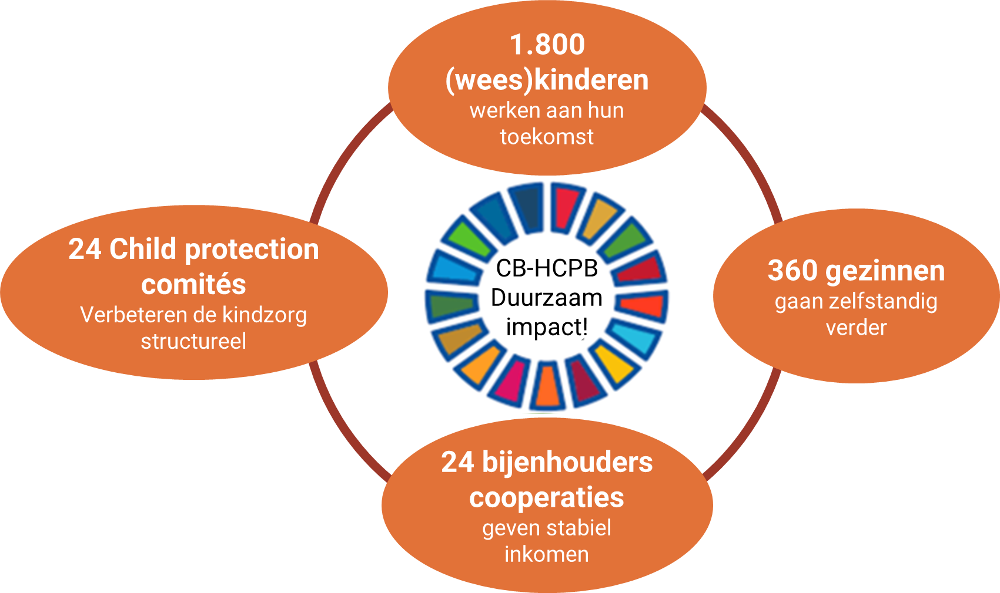 1.800
(wees)kinderen
werken aan hun
toekomst
24 Child protection
comités
Verbeteren de kindzorg
structureel
CB-HCPB
Duurzaam
impact!
360 gezinnen
gaan zelfstandig
verder
24 bijenhouders
cooperaties
geven stabiel
inkomen